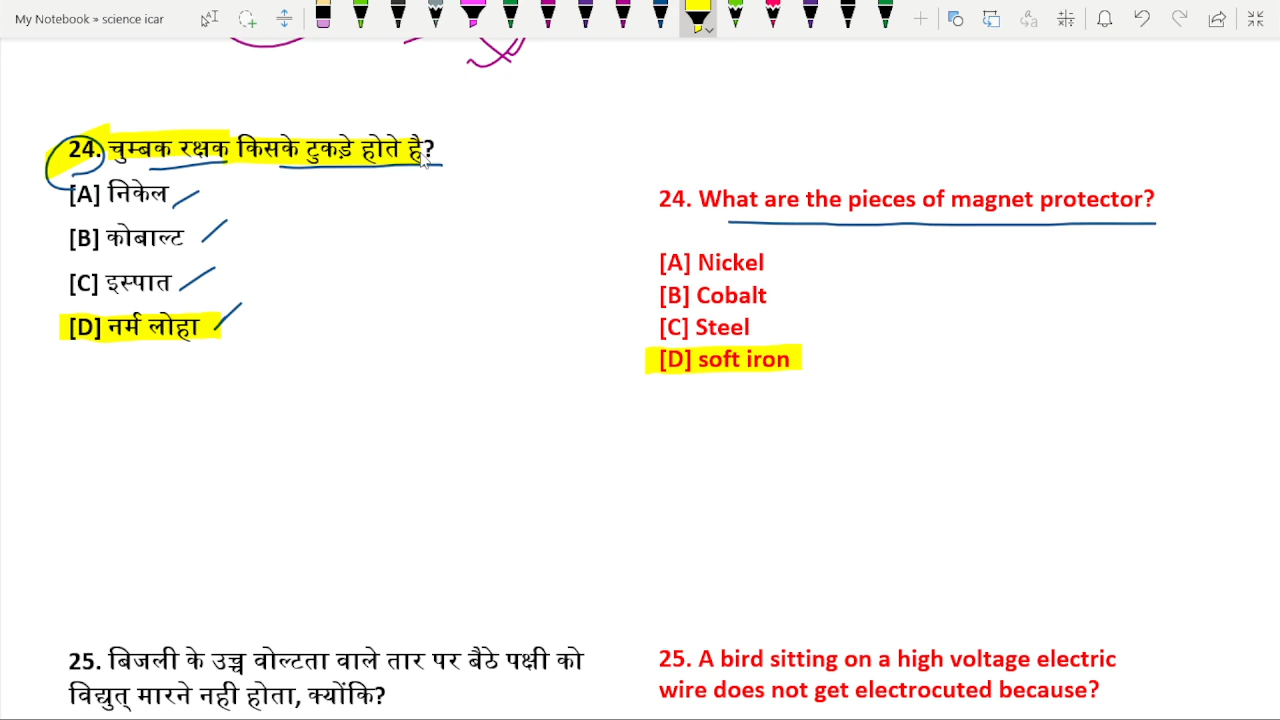 My Notebook » science icar
24. चुम्बक रक्षक किसके टुकड़े होते है?
[A] निकेल
[B] कोबाल्ट
[C] इस्पात
[D] नर्म लोहा
24. What are the pieces of magnet protector?
[A] Nickel
[B] Cobalt
[C] Steel
[D] soft iron
25. बिजली के उच्च वोल्टता वाले तार पर बैठे पक्षी को
विद्युत् मारने नही होता, क्योंकि?
25. A bird sitting on a high voltage electric
wire does not get electrocuted because?